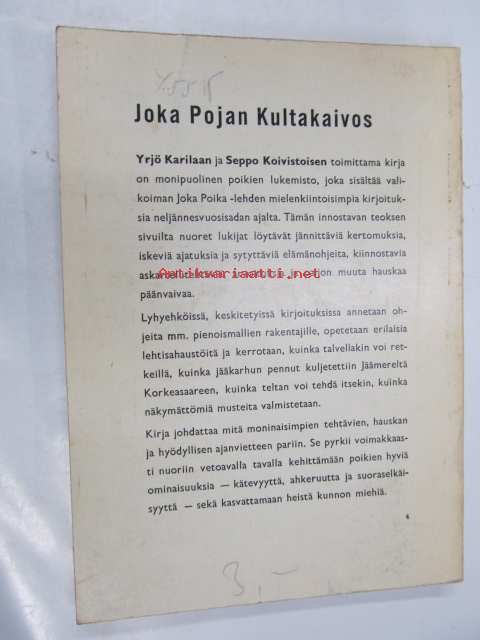 Joka Pojan Kultakaivos
Yrjö Karilaan ja Seppo Koivistoisen toimittama kirja
on monipuolinen poikien lukemisto, joka sisältää vali-
koiman Joka Poika -lehden mielenkiintoisimpia kirjoituk-
sia neljännesvuosisadan ajalta. Tämän innostavan teoksen
sivuilta nuoret lukijat löytävät jännittäviä kertomuksia,
iskeviä ajatuksia ja sytyttäviä elämänohjeita, kiinnostavia
Antikvariaatti.net
muuta hauskaa
päänvaivaa.
Lyhyehköissä, keskitetyissä kirjoituksissa annetaan oh-
jeita mm. pienoismallien rakentajille, opetetaan erilaisia
lehtisahaustöitä ja kerrotaan, kuinka talvellakin voi ret-
keillä, kuinka jääkarhun pennut kuljetettiin Jäämereltä
Korkeasaareen, kuinka teltan voi tehdä itsekin, kuinka
näkymättömiä musteita valmistetaan.
Kirja johdattaa mitä moninaisimpien tehtävien, hauskan
ja hyödyllisen ajanvietteen pariin. Se pyrkii voimakkaas-
ti nuoriin vetoavalla tavalla kehittämään poikien hyviä
ominaisuuksia — kätevyyttä, ahkeruutta ja suoraselkäi-
syyttä — sekä kasvattamaan heistä kunnon miehiä.
3,-